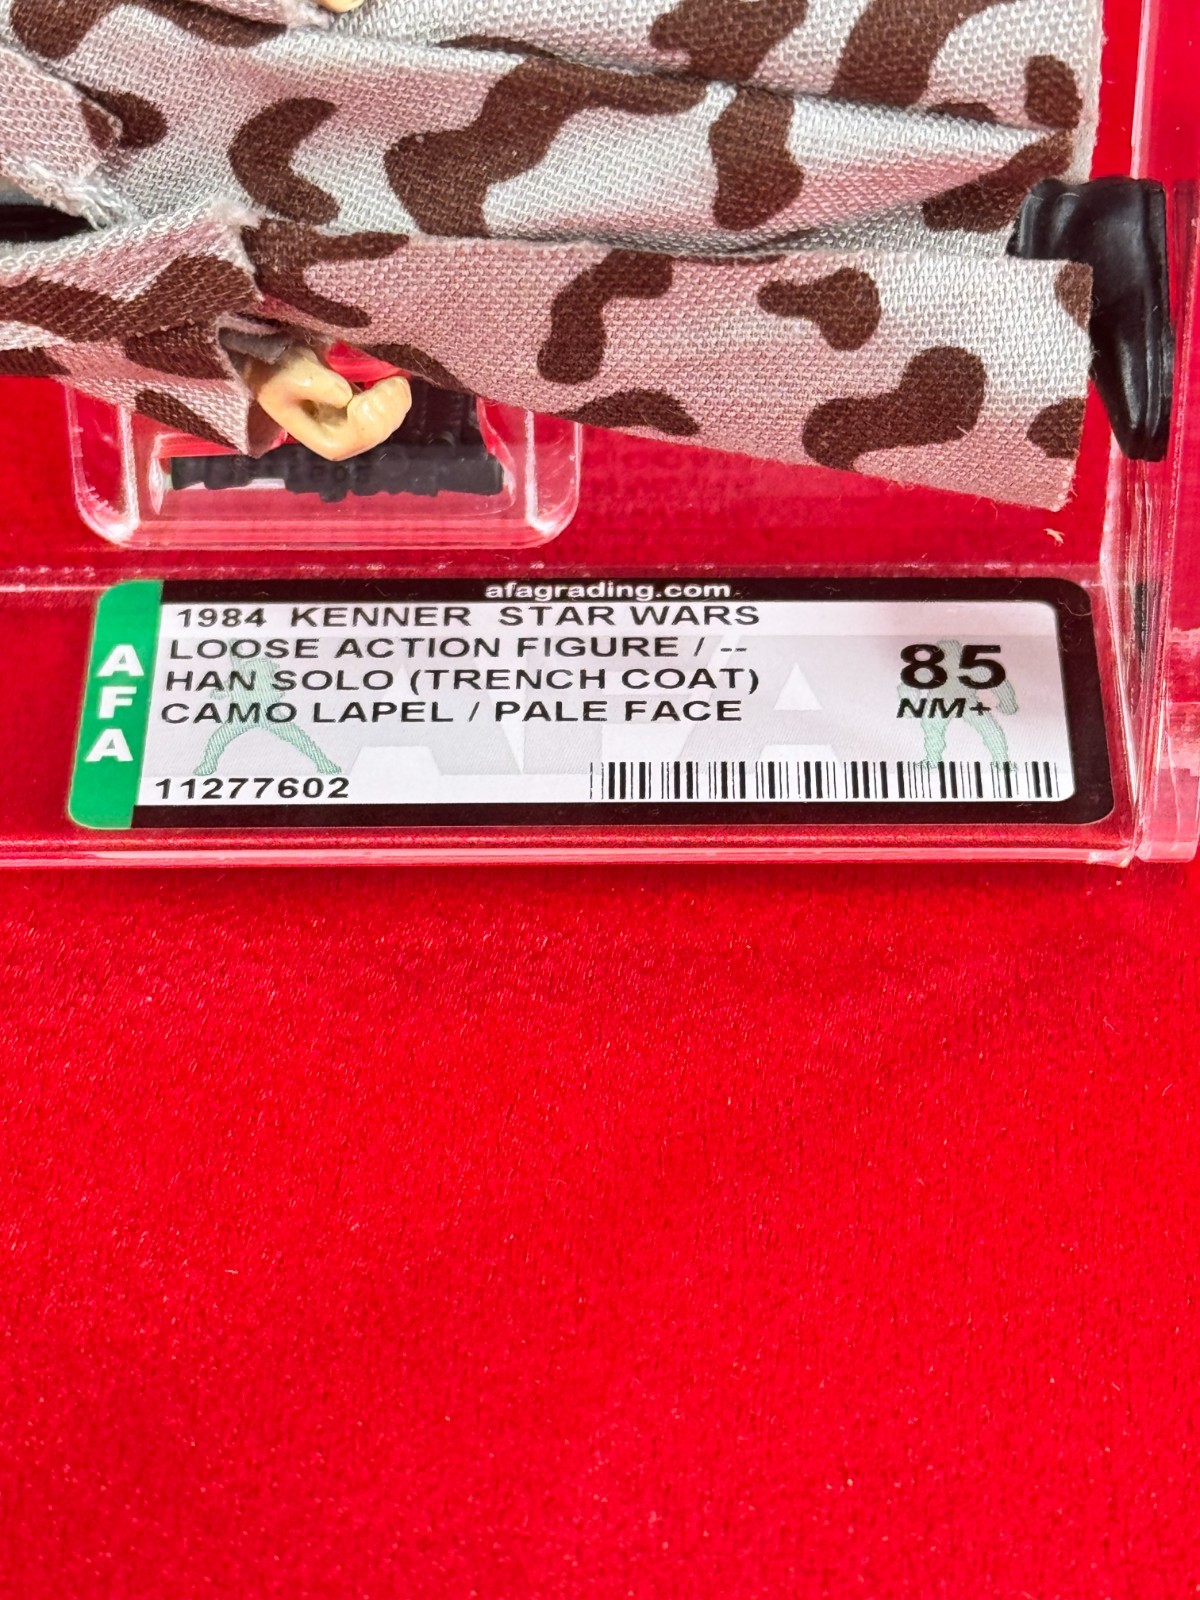 afagrading.com
AFA
1984 KENNER STAR WARS
LOOSE ACTION FIGURE / --
HAN SOLO (TRENCH COAT)
CAMO LAPEL / PALE FACE
85
NM+
11277602
AFA